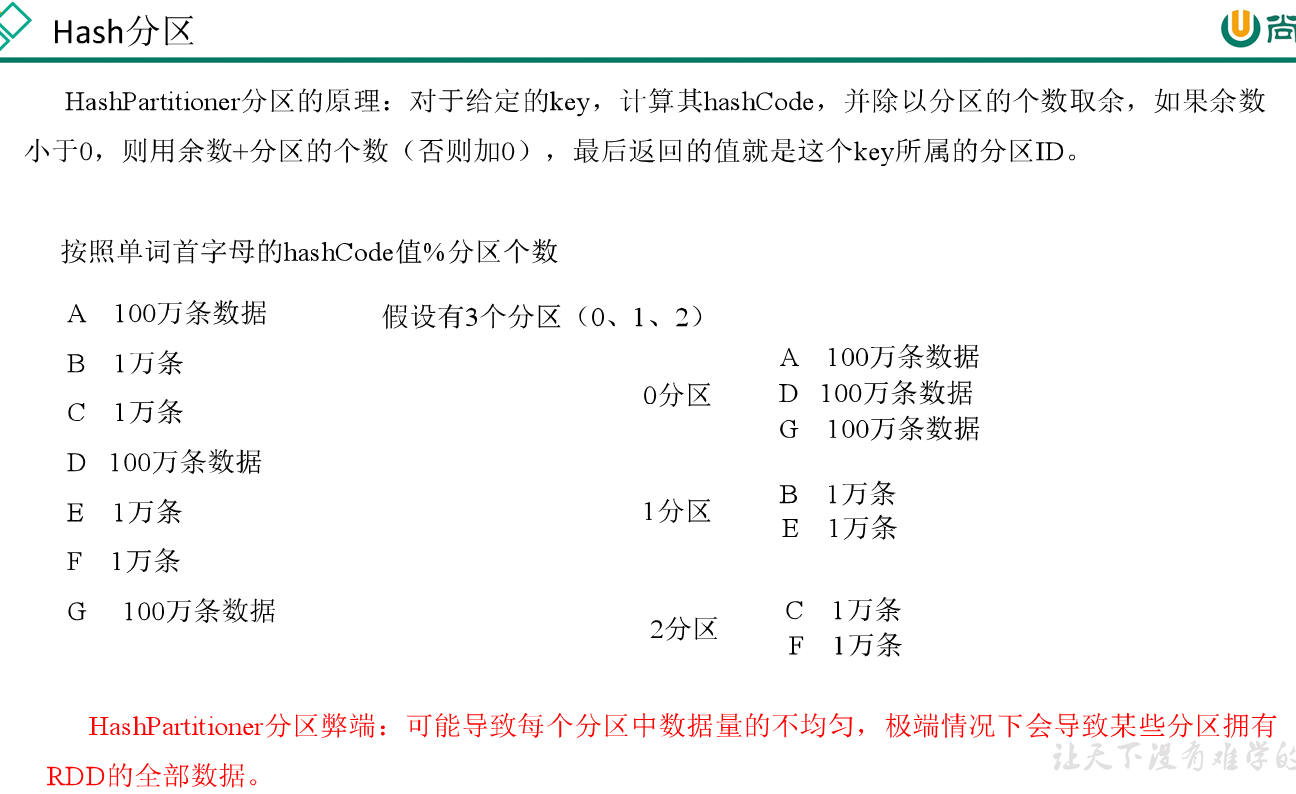 Hash分区
尚
HashPartitioner分区的原理：对于给定的key，计算其hashCode，并除以分区的个数取余，如果余数
小于0，则用余数+分区的个数（否则加0），最后返回的值就是这个key所属的分区ID。
按照单词首字母的hashCode值%分区个数
A 100万条数据
B 1万条
C 1万条
D 100万条数据
E 1万条
F 1万条
G 100万条数据
假设有3个分区（0、1、2）
0分区
A 100万条数据
D 100万条数据
G 100万条数据
1分区
B 1万条
E 1万条
2分区
C 1万条
F 1万条
HashPartitioner分区弊端：可能导致每个分区中数据量的不均匀，极端情况下会导致某些分区拥有
RDD的全部数据。
让天下没有难学的